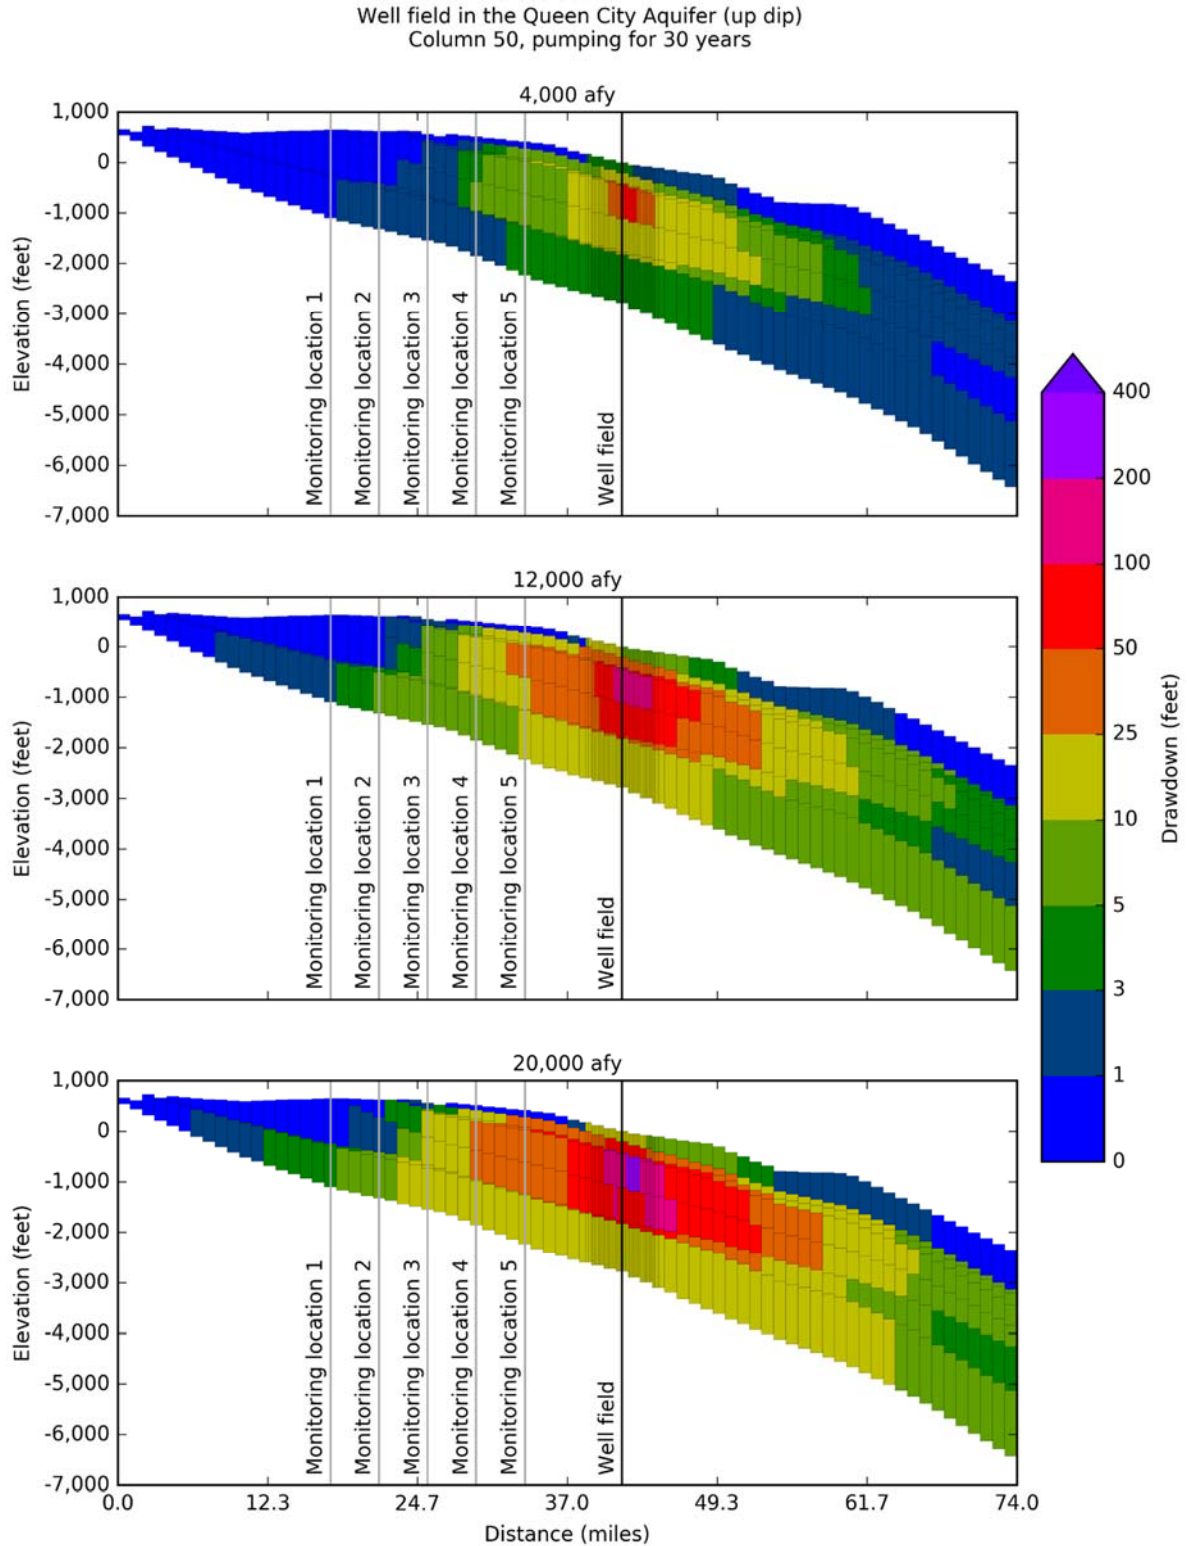 Well field in the Queen City Aquifer (up dip)
Column 50, pumping for 30 years
4,000 afy
1,000
0
-1,000
-2,000
-3,000
-4,000
-5,000
-6,000
-7,000
Elevation (feet)
Monitoring location 1
Monitoring location 2
Monitoring location 3
Monitoring location 4
Monitoring location 5
Well field
12,000 afy
1,000
0
-1,000
-2,000
-3,000
-4,000
-5,000
-6,000
-7,000
Elevation (feet)
Monitoring location 1
Monitoring location 2
Monitoring location 3
Monitoring location 4
Monitoring location 5
Well field
20,000 afy
1,000
0
-1,000
-2,000
-3,000
-4,000
-5,000
-6,000
-7,000
Elevation (feet)
Monitoring location 1
Monitoring location 2
Monitoring location 3
Monitoring location 4
Monitoring location 5
Well field
0.0 12.3 24.7 37.0 49.3 61.7 74.0
Distance (miles)
400
200
100
50
25
10
5
3
1
0
Drawdown (feet)